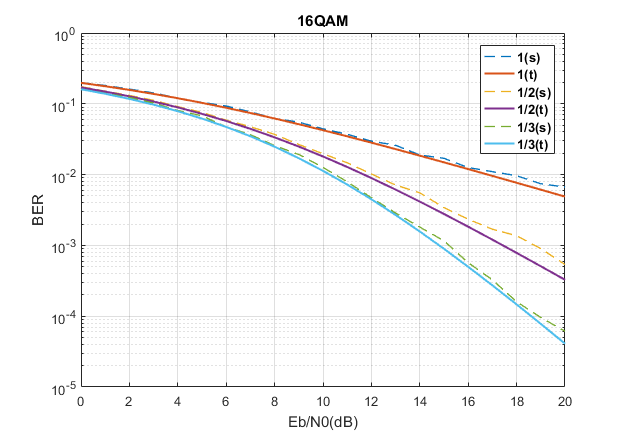 16QAM
10^0
10^-1
10^-2
10^-3
10^-4
10^-5
BER
1(s)
1(t)
1/2(s)
1/2(t)
1/3(s)
1/3(t)
0 2 4 6 8 10 12 14 16 18 20
Eb/N0(dB)